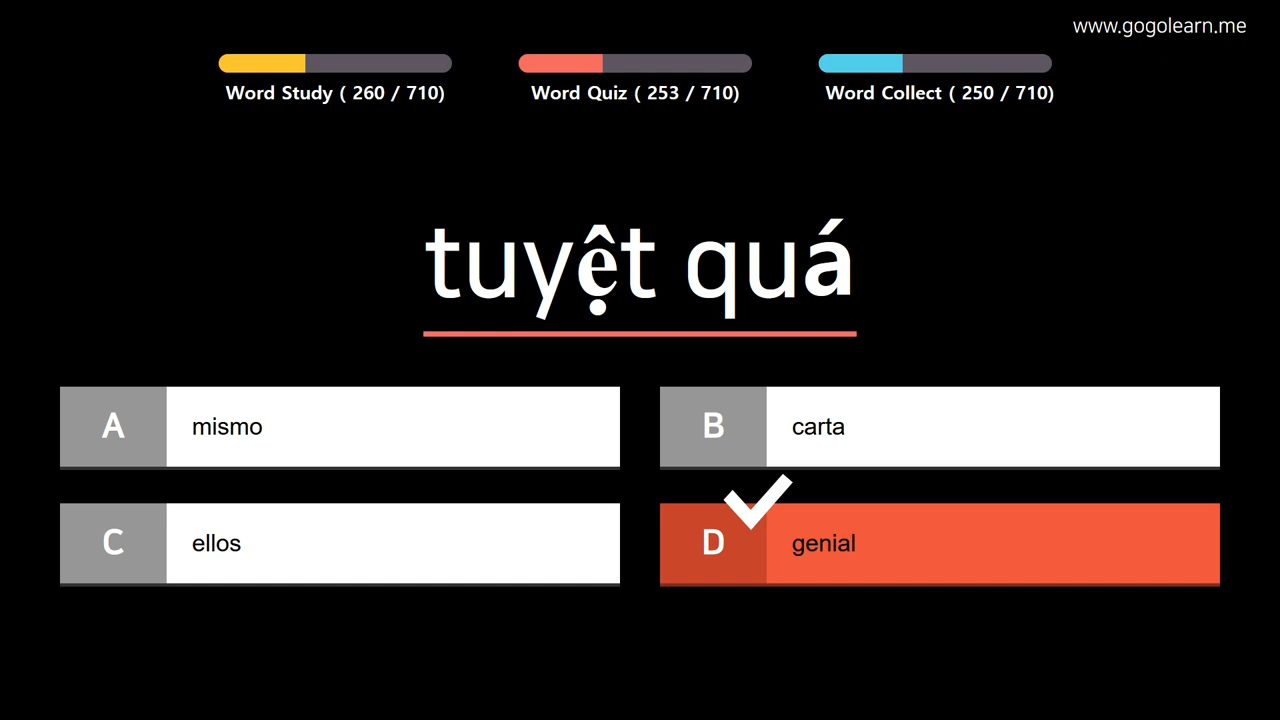 www.gogolearn.me
Word Study ( 260 / 710)
Word Quiz ( 253 / 710)
Word Collect ( 250 / 710)
tuyệt quá
A mismo
B carta
C ellos
D genial